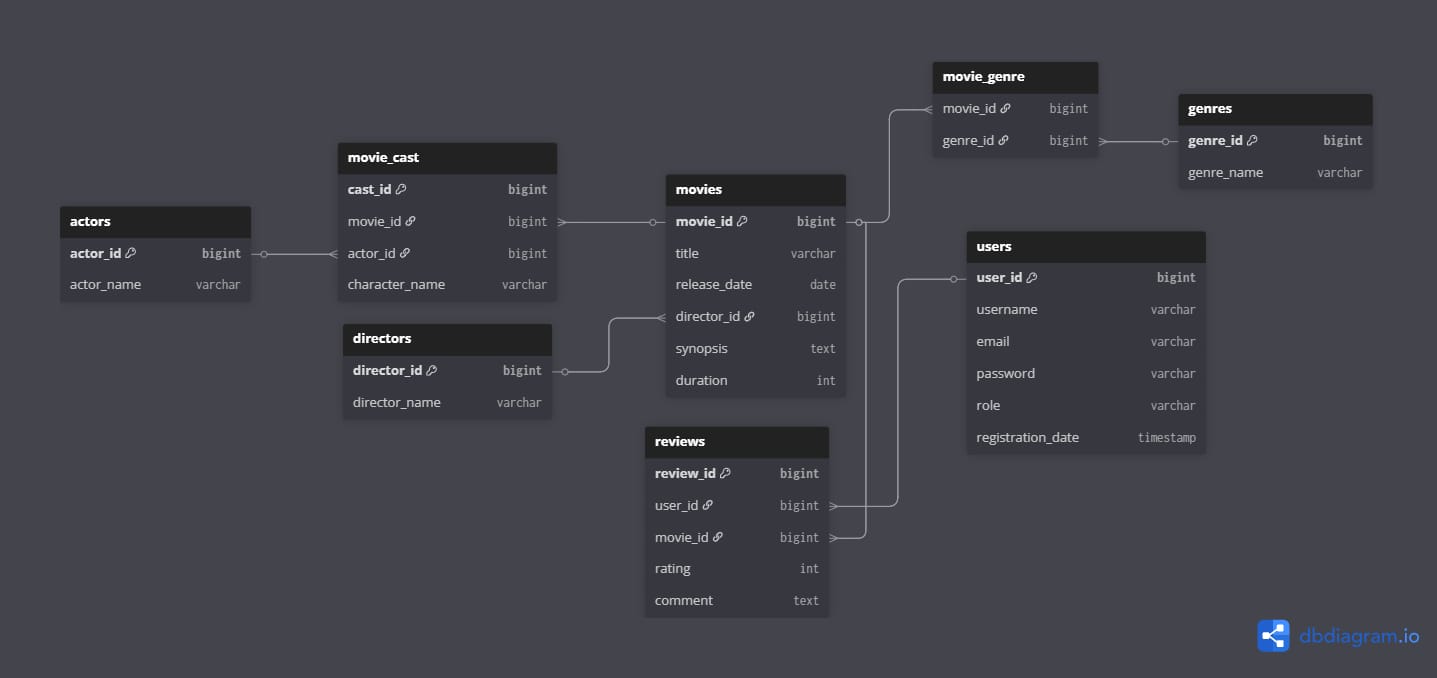 actors
actor_id bigint
actor_name varchar
movie_cast
cast_id bigint
movie_id bigint
actor_id bigint
character_name varchar
directors
director_id bigint
director_name varchar
movies
movie_id bigint
title varchar
release_date date
director_id bigint
synopsis text
duration int
reviews
review_id bigint
user_id bigint
movie_id bigint
rating int
comment text
movie_genre
movie_id bigint
genre_id bigint
genres
genre_id bigint
genre_name varchar
users
user_id bigint
username varchar
email varchar
password varchar
role varchar
registration_date timestamp
dbdiagram.io